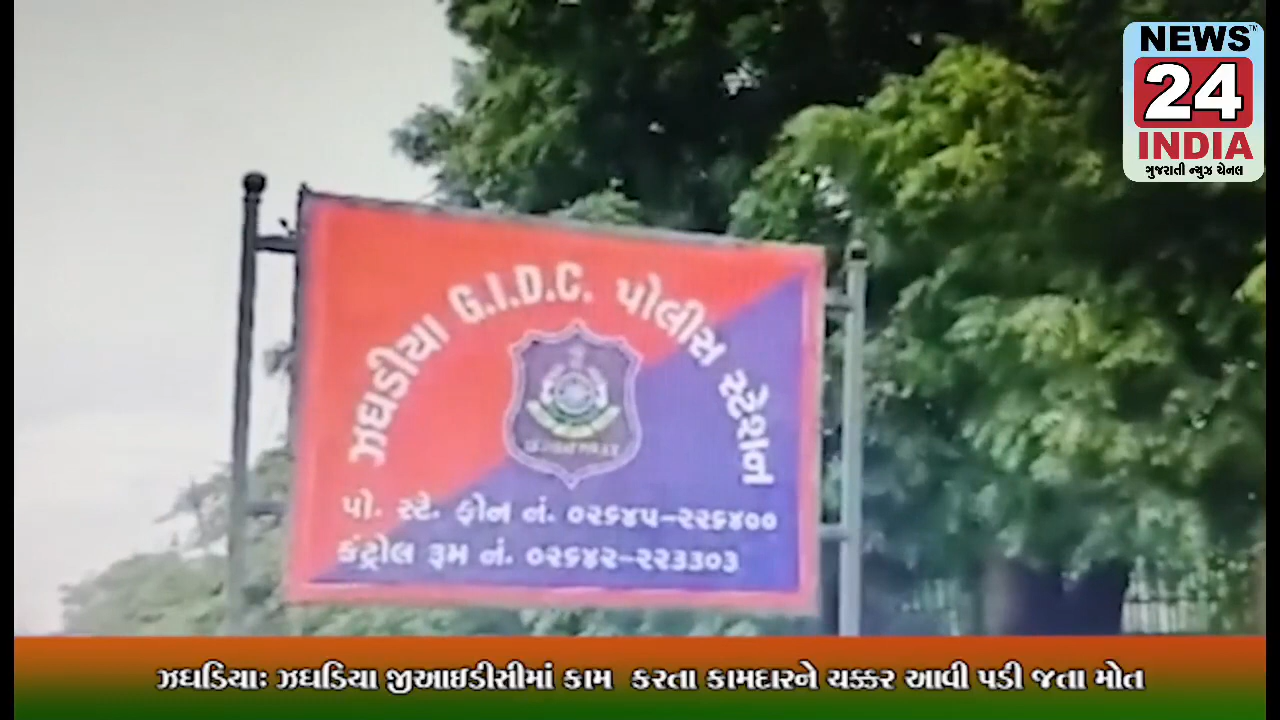 NEWS
24
INDIA
ગુજરાતી ન્યુઝ ચેનલ
ઝઘડીયા G.I.D.C. પોલીસ સ્ટેશન
પો. સ્ટે. ફોન નં. ૦૨૬૪૫-૨૨૬૪૦૦
કંટ્રોલ રૂમ નં. ૦૨૬૪૨-૨૨૩૩૦૩
ઝઘડિયાઃ ઝઘડિયા જીઆઇડીસીમાં કામ કરતા કામદારને ચક્કર આવી પડી જતા મોત